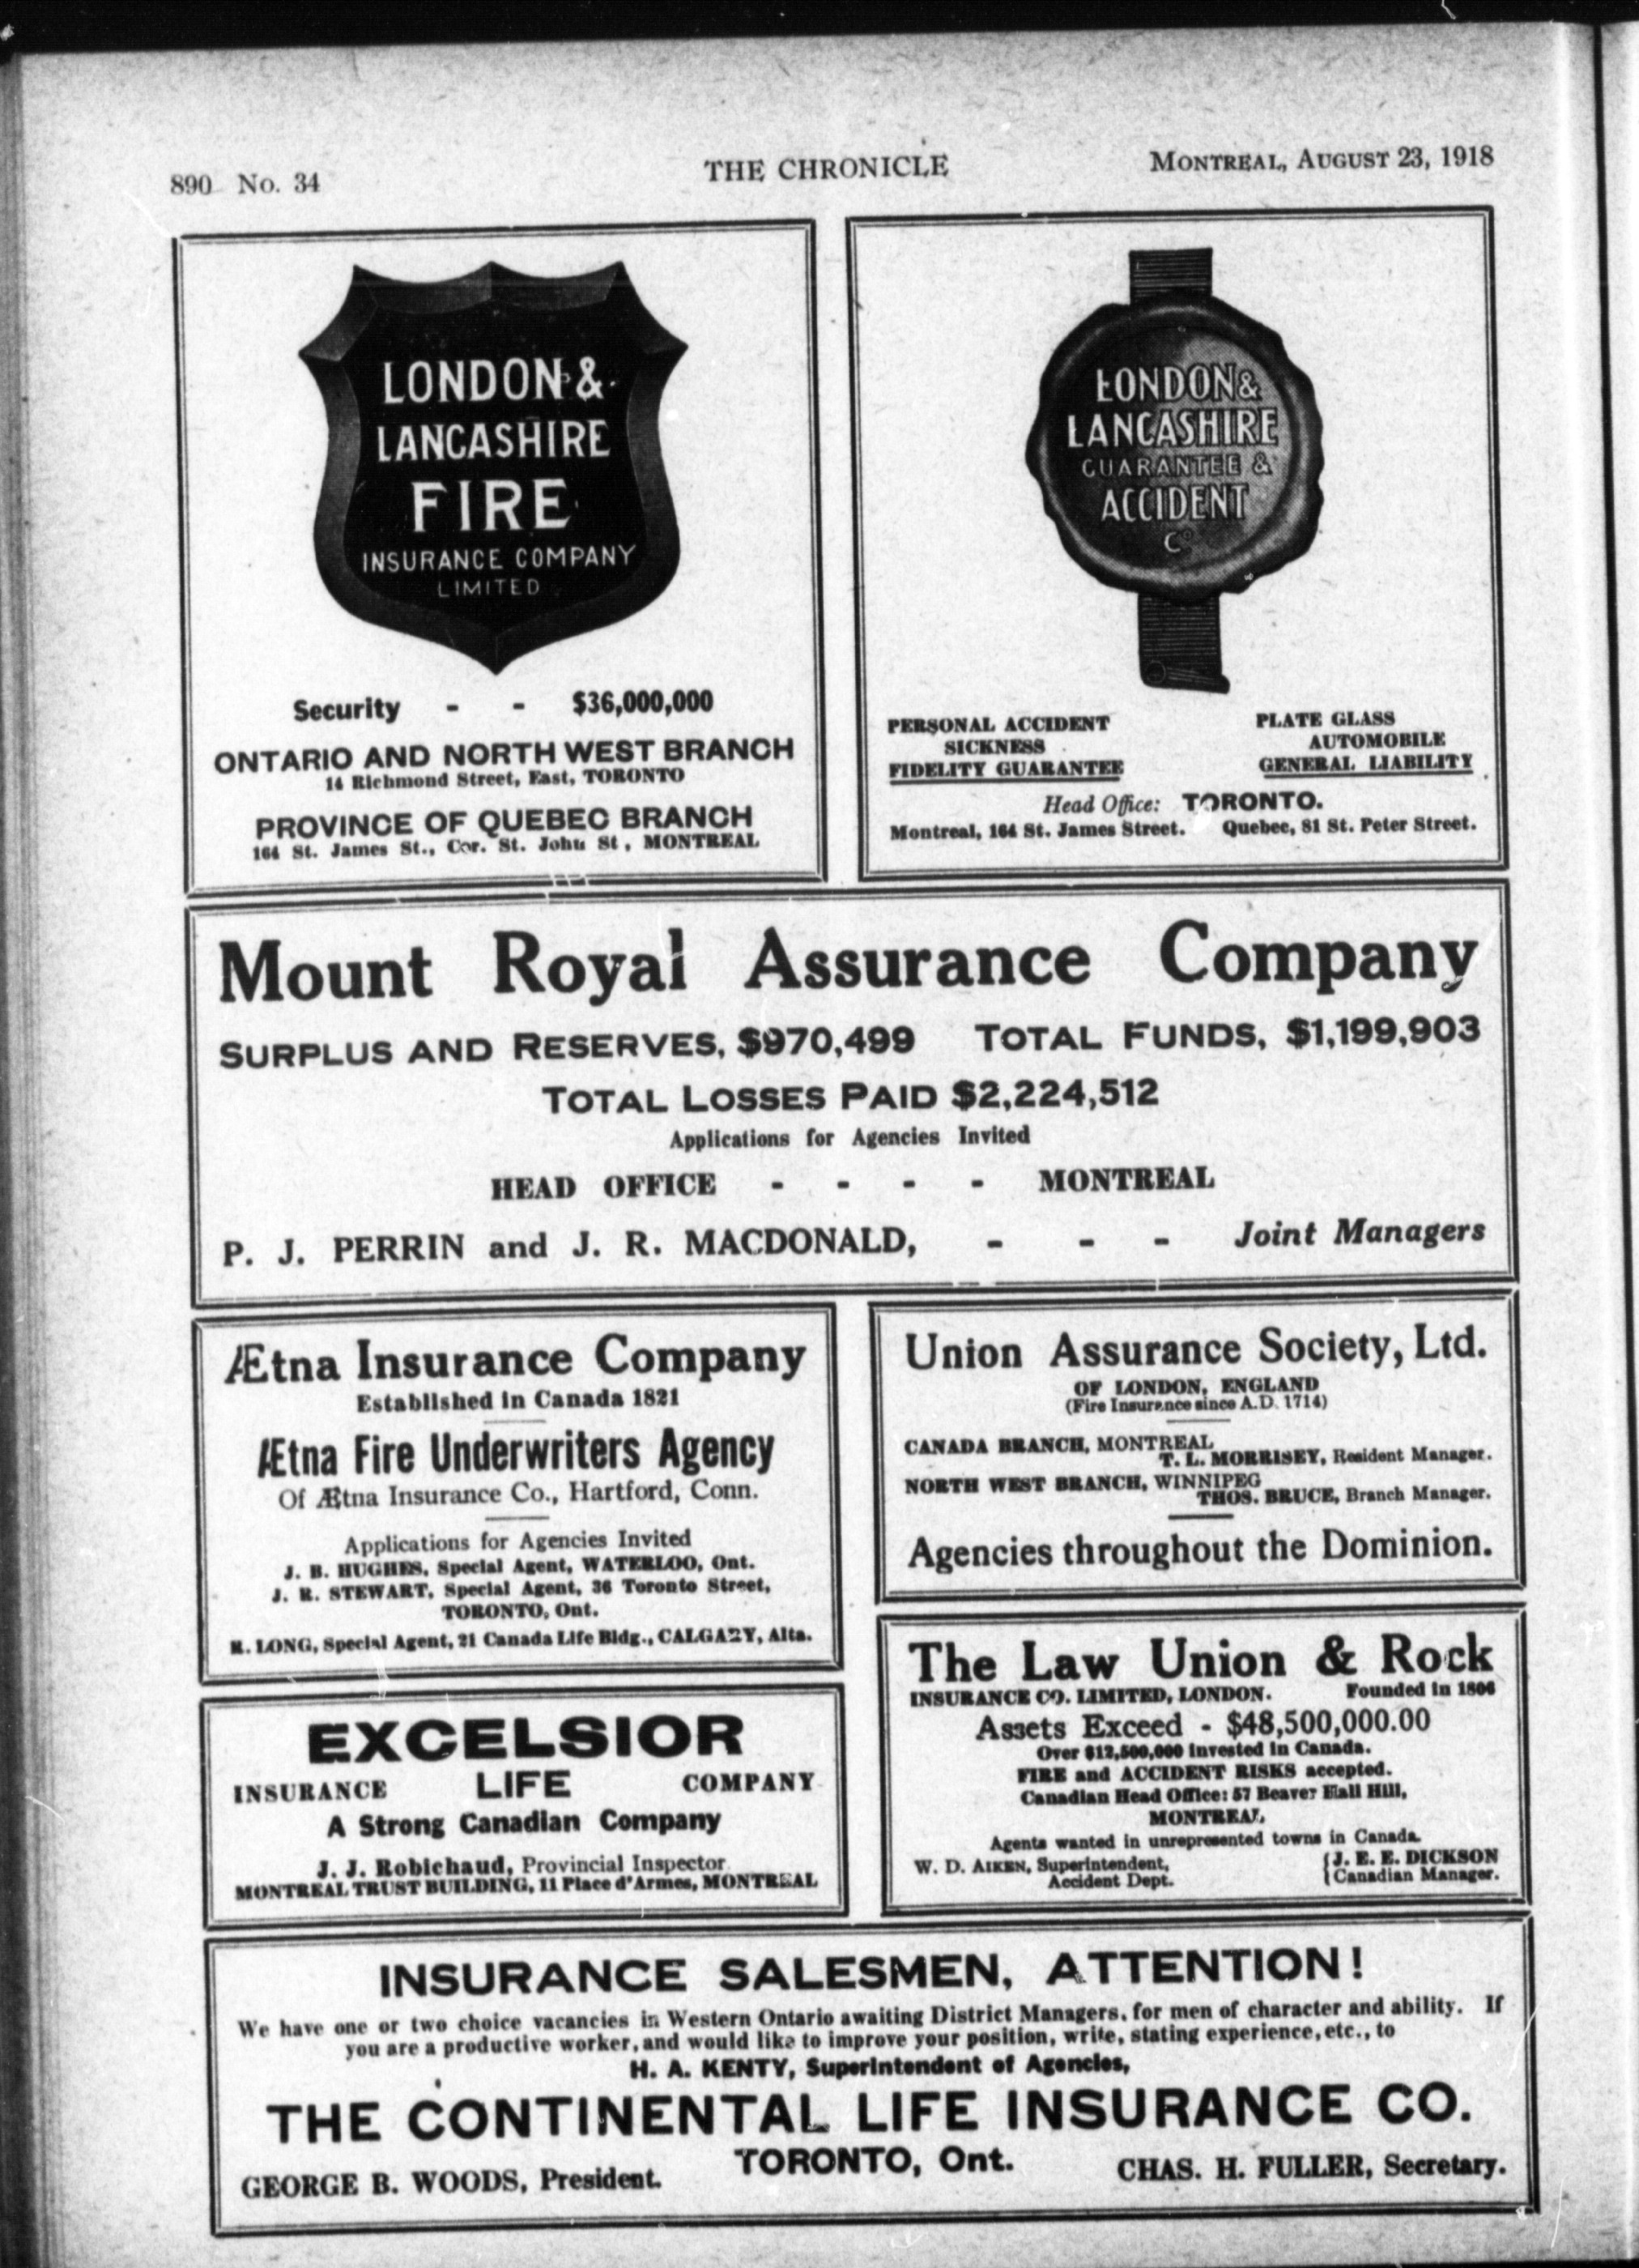 890 No. 34
THE CHRONICLE
MONTREAL, AUGUST 23, 1918
LONDON &
LANCASHIRE
FIRE
INSURANCE COMPANY
LIMITED
Security - - $36,000,000
ONTARIO AND NORTH WEST BRANCH
14 Richmond Street, East, TORONTO
PROVINCE OF QUEBEC BRANCH
164 St. James St., Cor. St. John St., MONTREAL
LONDON &
LANCASHIRE
GUARANTEE &
ACCIDENT
Co
PERSONAL ACCIDENT
SICKNESS
FIDELITY GUARANTEE
PLATE GLASS
AUTOMOBILE
GENERAL LIABILITY
Head Office: TORONTO.
Montreal, 164 St. James Street. Quebec, 81 St. Peter Street.
Mount Royal Assurance Company
SURPLUS AND RESERVES, $970,499 TOTAL FUNDS, $1,199,903
TOTAL LOSSES PAID $2,224,512
Applications for Agencies Invited
HEAD OFFICE - - - - MONTREAL
P. J. PERRIN and J. R. MACDONALD, - - - Joint Managers
Ætna Insurance Company
Established in Canada 1821
Ætna Fire Underwriters Agency
Of Ætna Insurance Co., Hartford, Conn.
Applications for Agencies Invited
J. B. HUGHES, Special Agent, WATERLOO, Ont.
J. R. STEWART, Special Agent, 36 Toronto Street,
TORONTO, Ont.
R. LONG, Special Agent, 21 Canada Life Bldg., CALGARY, Alta.
Union Assurance Society, Ltd.
OF LONDON, ENGLAND
(Fire Insurance since A.D. 1714)
CANADA BRANCH, MONTREAL
T. L. MORRISEY, Resident Manager.
NORTH WEST BRANCH, WINNIPEG
THOS. BRUCE, Branch Manager.
Agencies throughout the Dominion.
EXCELSIOR
INSURANCE LIFE COMPANY
A Strong Canadian Company
J. J. Robichaud, Provincial Inspector
MONTREAL TRUST BUILDING, 11 Place d'Armes, MONTREAL
The Law Union & Rock
INSURANCE CO. LIMITED, LONDON. Founded in 1806
Assets Exceed - $48,500,000.00
Over $12,500,000 invested in Canada.
FIRE and ACCIDENT RISKS accepted.
Canadian Head Office: 57 Beaver Hall Hill,
MONTREAL
Agents wanted in unrepresented towns in Canada.
W. D. AIKEN, Superintendent,
Accident Dept.
J. E. E. DICKSON
Canadian Manager.
INSURANCE SALESMEN, ATTENTION!
We have one or two choice vacancies in Western Ontario awaiting District Managers, for men of character and ability. If
you are a productive worker, and would like to improve your position, write, stating experience, etc., to
H. A. KENTY, Superintendent of Agencies,
THE CONTINENTAL LIFE INSURANCE CO.
TORONTO, Ont.
GEORGE B. WOODS, President.
CHAS. H. FULLER, Secretary.